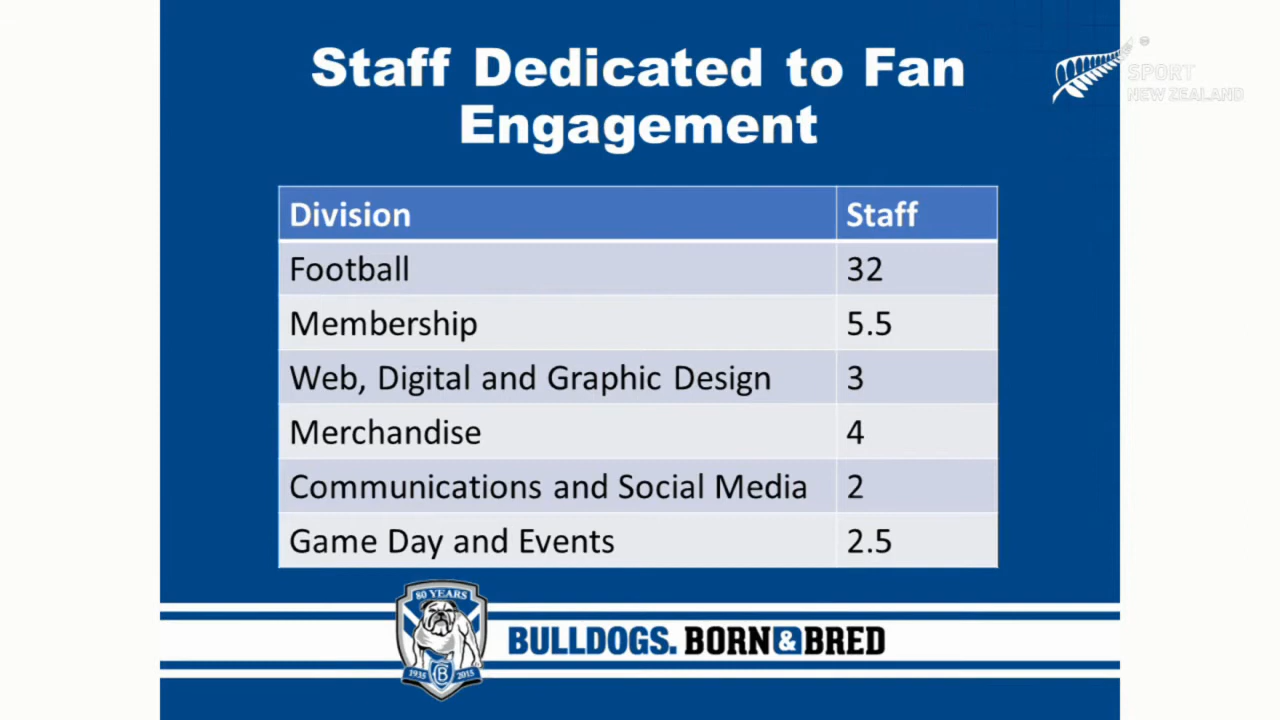 Staff Dedicated to Fan
Engagement
SPORT
NEW ZEALAND
Division Staff
Football 32
Membership 5.5
Web, Digital and Graphic Design 3
Merchandise 4
Communications and Social Media 2
Game Day and Events 2.5
80 YEARS
BULLDOGS. BORN&BRED
1935 CB 2015